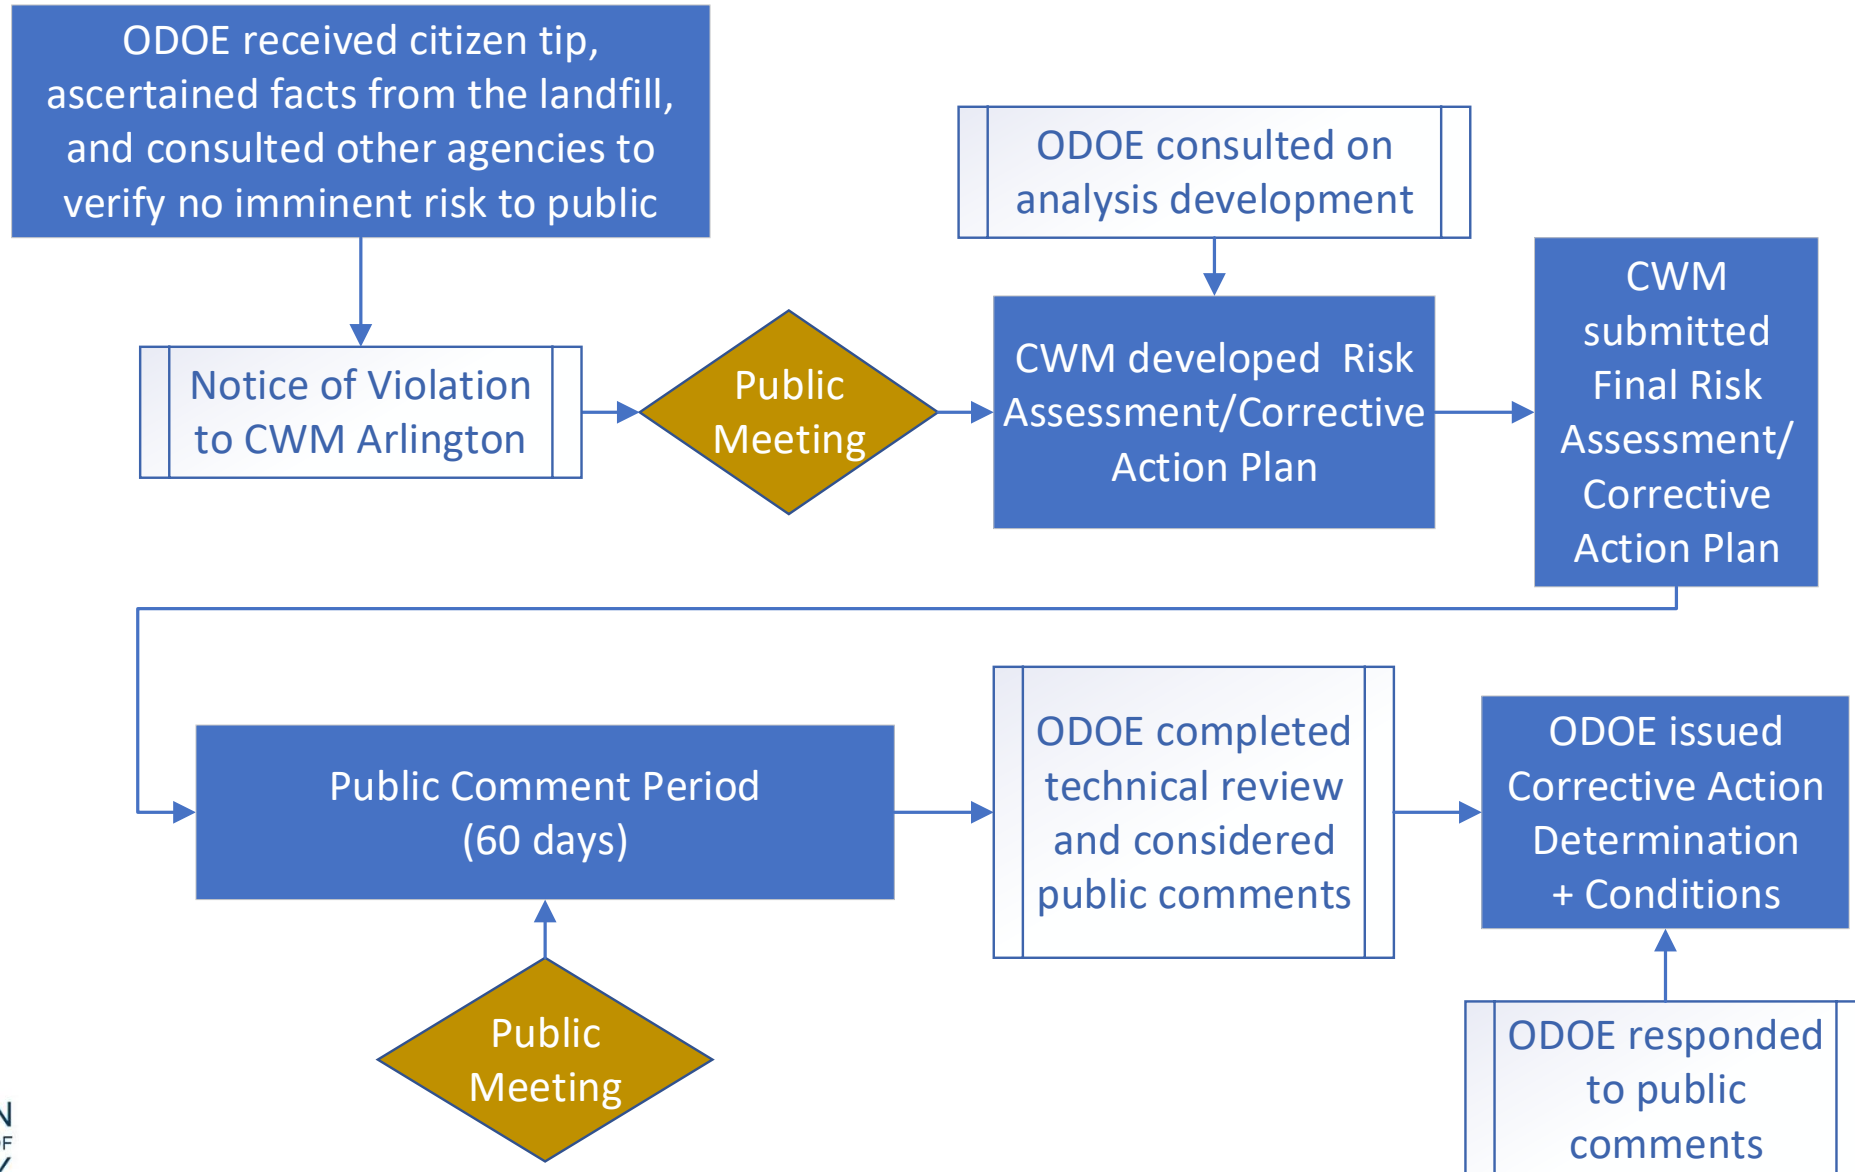 ODOE received citizen tip,
ascertained facts from the landfill,
and consulted other agencies to
verify no imminent risk to public
ODOE consulted on
analysis development
Notice of Violation
to CWM Arlington
Public
Meeting
CWM developed Risk
Assessment/Corrective
Action Plan
CWM
submitted
Final Risk
Assessment/
Corrective
Action Plan
Public Comment Period
(60 days)
Public
Meeting
ODOE completed
technical review
and considered
public comments
ODOE issued
Corrective Action
Determination
+ Conditions
ODOE responded
to public
comments